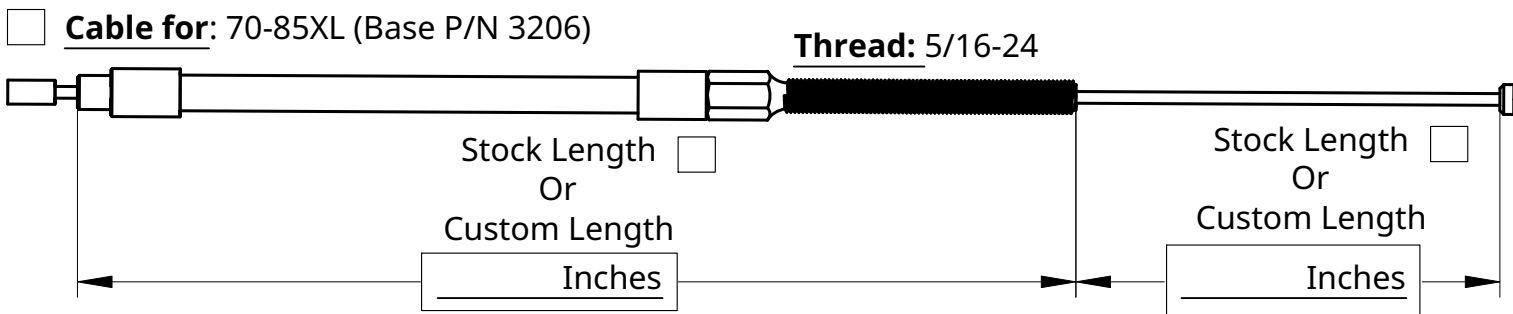 Cable for: 70-85XL (Base P/N 3206)
Thread: 5/16-24
Stock Length
Or
Custom Length
Inches
Stock Length
Or
Custom Length
Inches